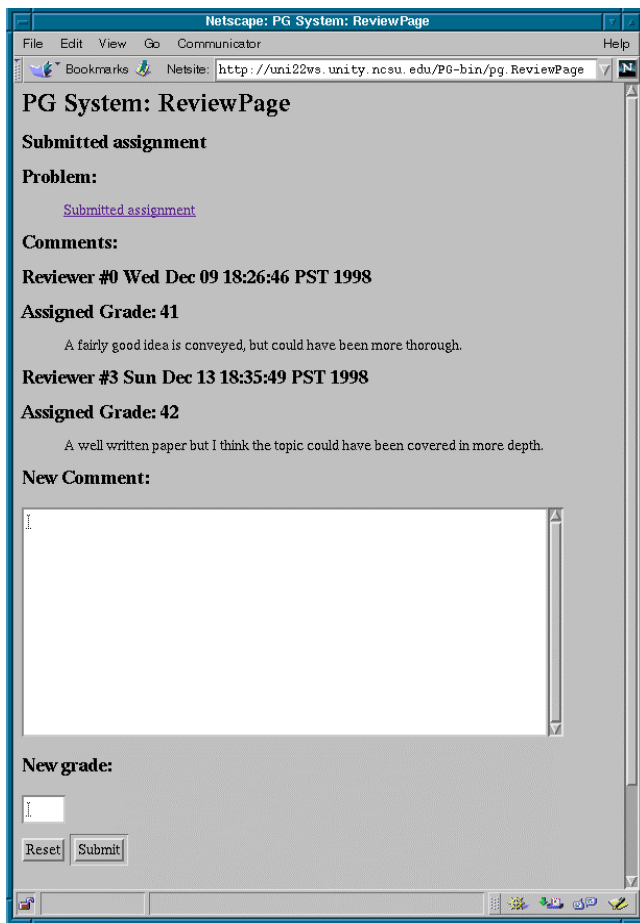 Netscape: PG System: ReviewPage
File Edit View Go Communicator Help
Bookmarks Netsite: http://uni22ws.unity.ncsu.edu/PG-bin/pg.ReviewPage N
PG System: ReviewPage
Submitted assignment
Problem:
Submitted assignment
Comments:
Reviewer #0 Wed Dec 09 18:26:46 PST 1998
Assigned Grade: 41
A fairly good idea is conveyed, but could have been more thorough.
Reviewer #3 Sun Dec 13 18:35:49 PST 1998
Assigned Grade: 42
A well written paper but I think the topic could have been covered in more depth.
New Comment:
New grade:
Reset Submit